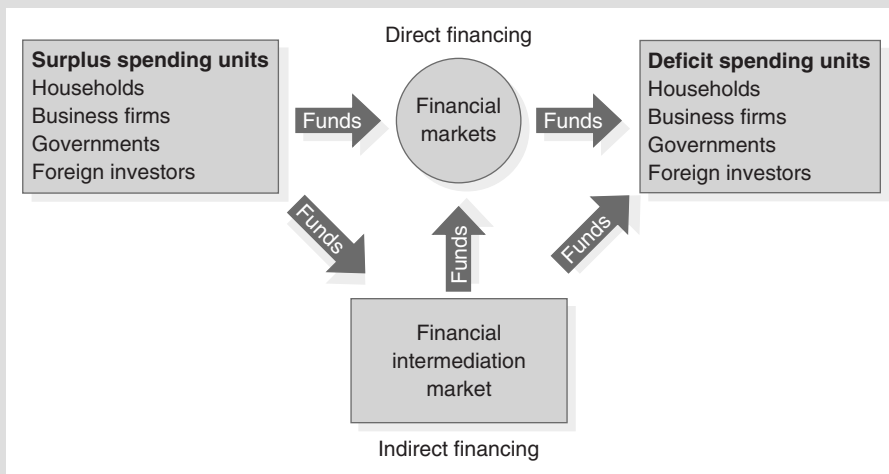 Direct financing
Surplus spending units
Households
Business firms
Governments
Foreign investors
Funds
Financial
markets
Funds
Deficit spending units
Households
Business firms
Governments
Foreign investors
Funds
Funds
Funds
Financial
intermediation
market
Indirect financing